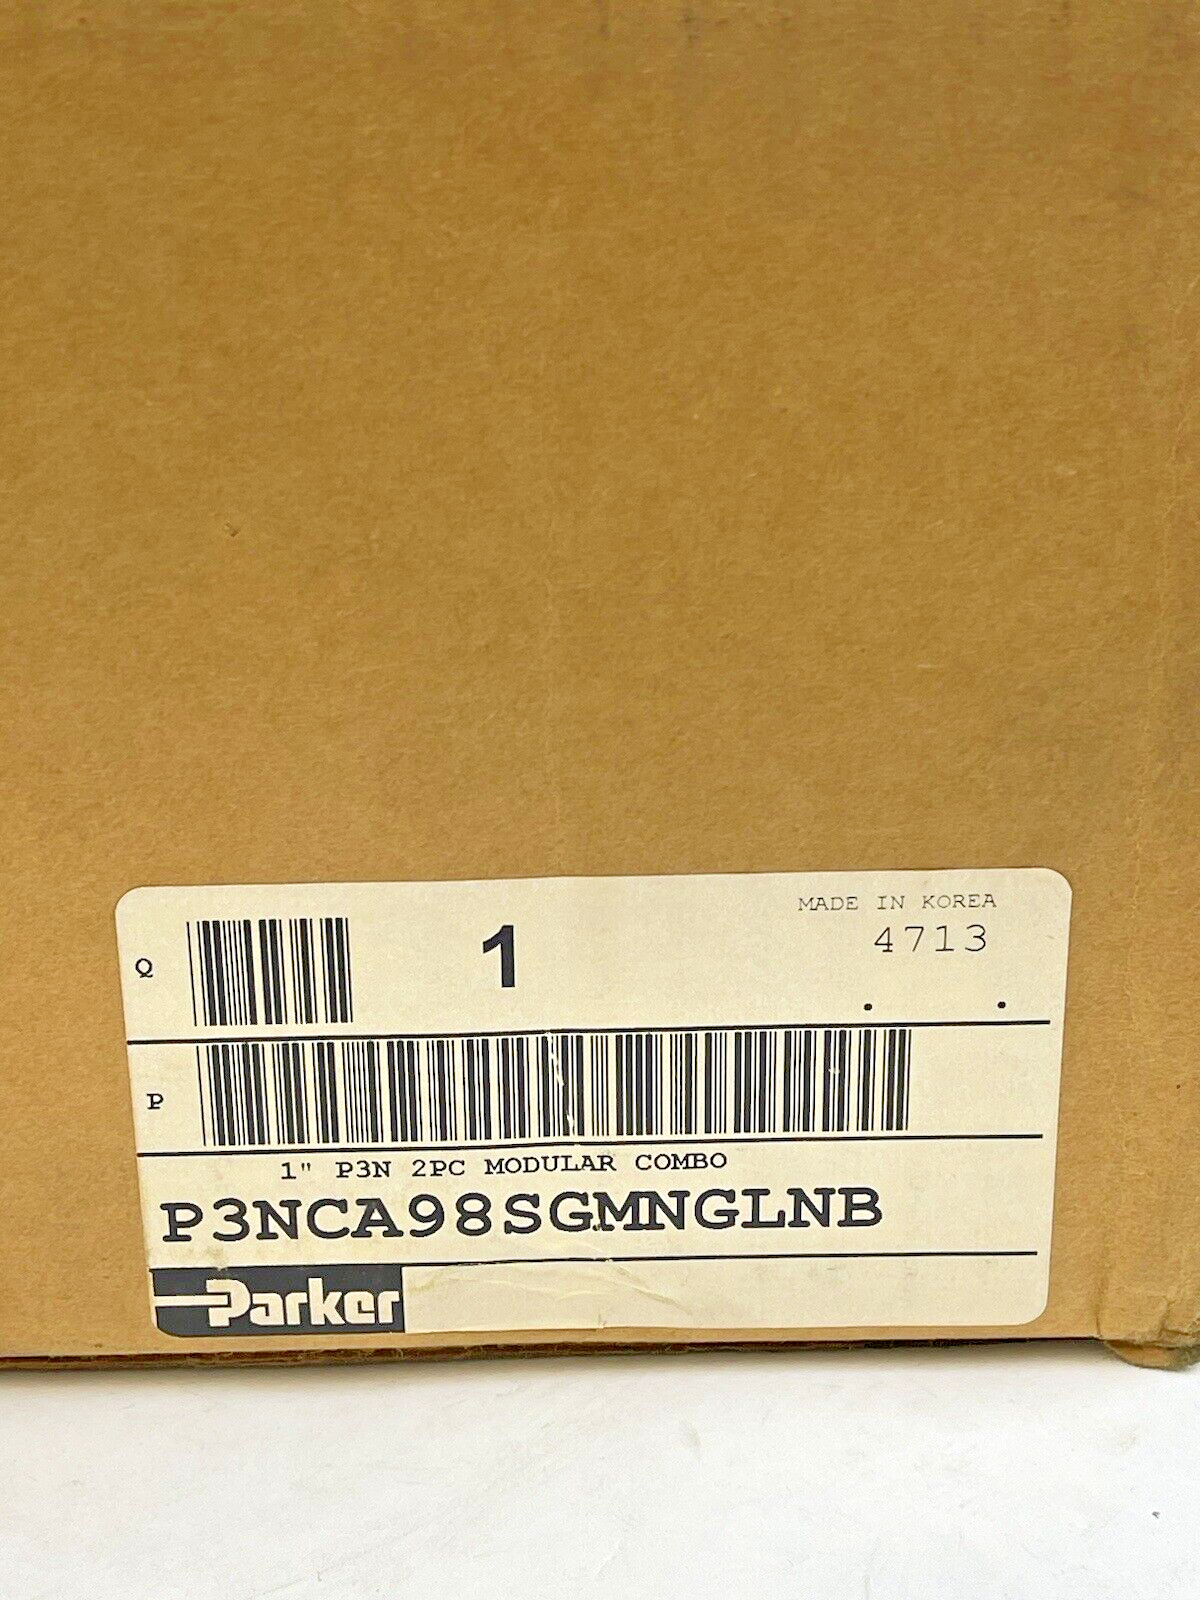 MADE IN KOREA
Q 1 4713
. .
P
1" P3N 2PC MODULAR COMBO
P3NCA98SGMNGLNB
Parker